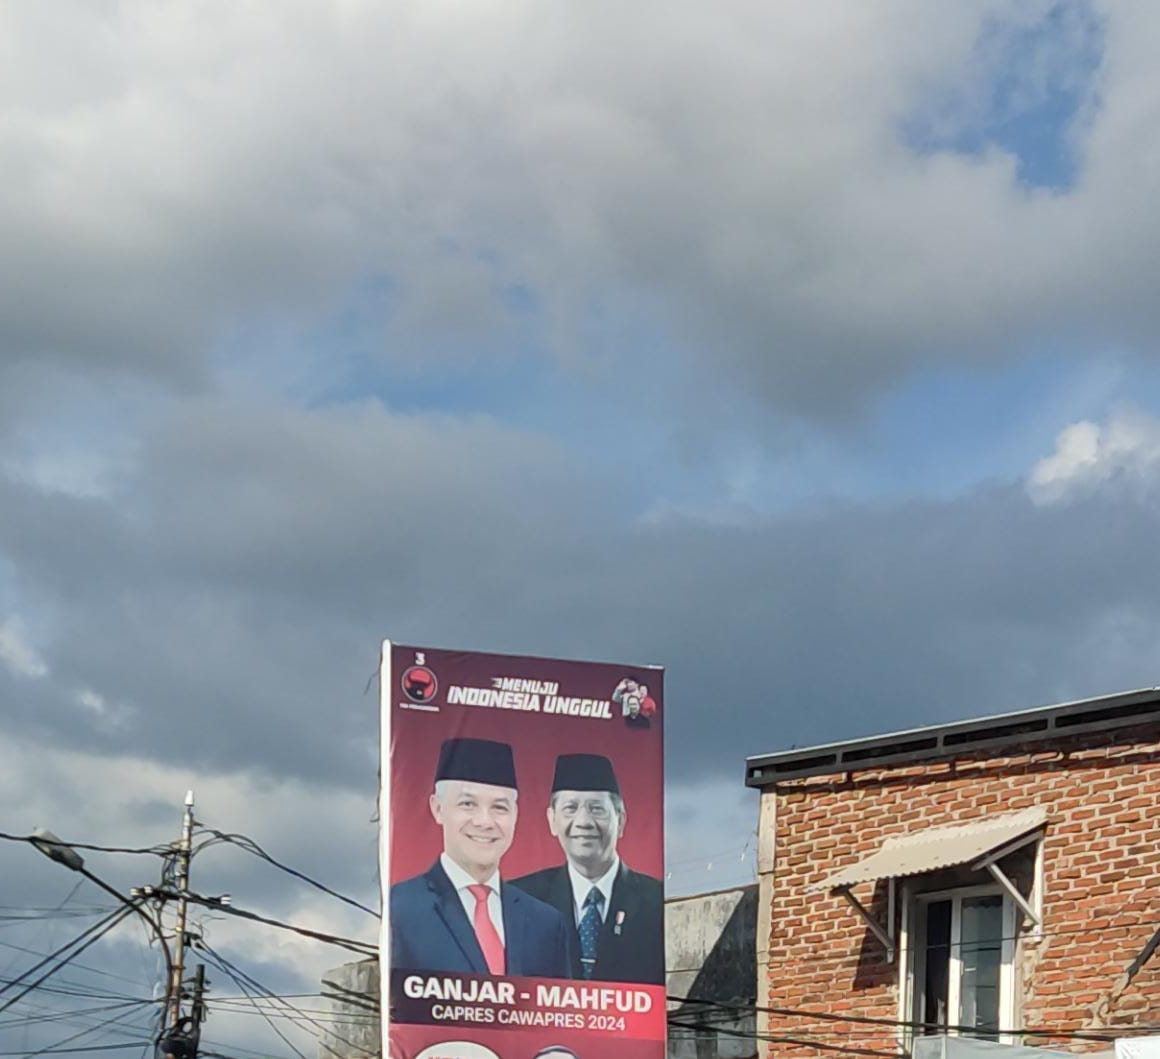 3
MENUJU
INDONESIA UNGGUL
GANJAR - MAHFUD
CAPRES CAWAPRES 2024